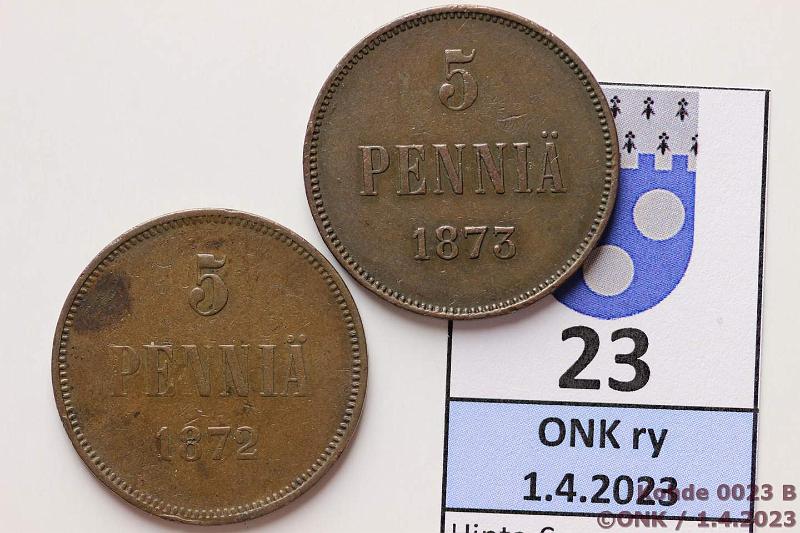 5
PENNIÄ
1873
5
PENNIÄ
1872
23
ONK ry
1.4.2023
Kohde 0023 B
©ONK / 1.4.2023